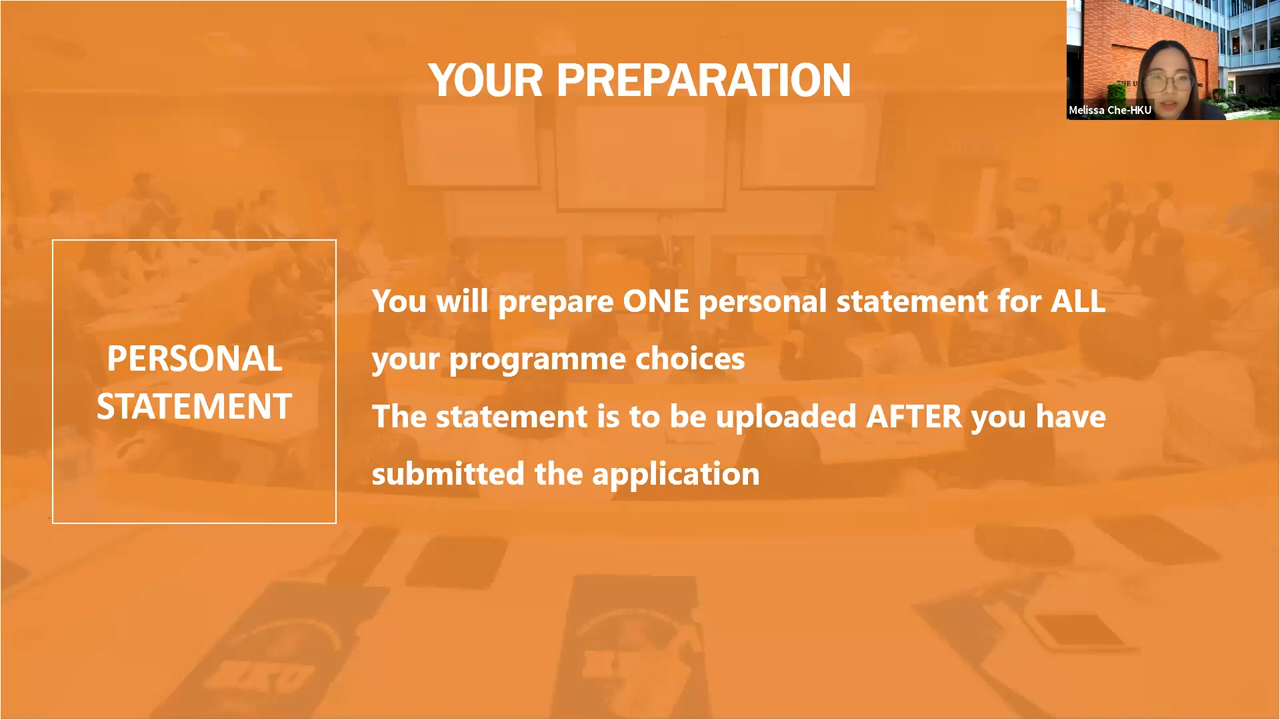 YOUR PREPARATION
Melissa Che-HKU
PERSONAL
STATEMENT
You will prepare ONE personal statement for ALL
your programme choices
The statement is to be uploaded AFTER you have
submitted the application
HKU